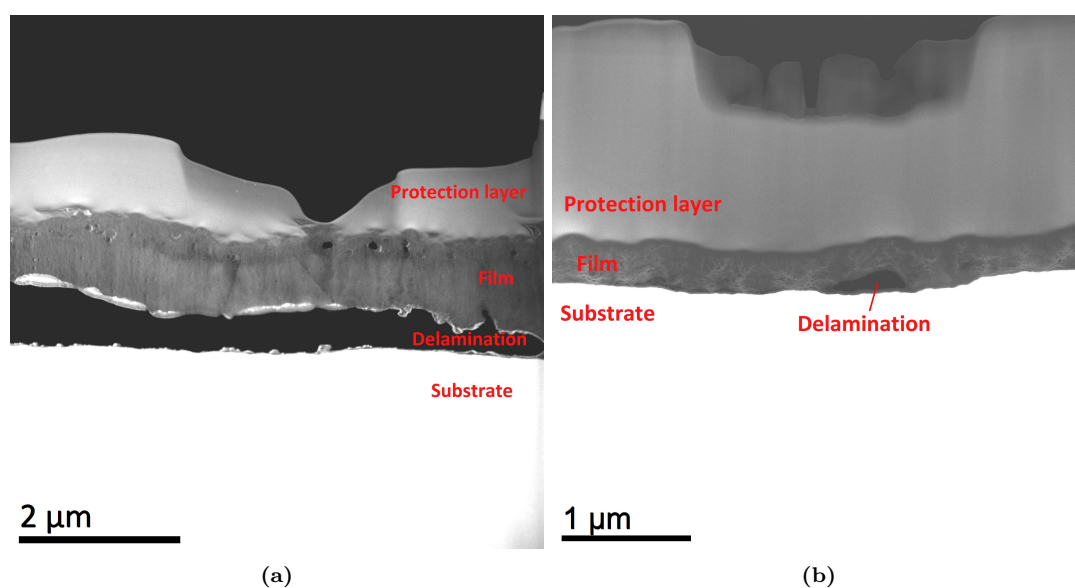 Protection layer
Film
Delamination
Substrate
2 μm
(a)
Protection layer
Film
Substrate
Delamination
1 μm
(b)